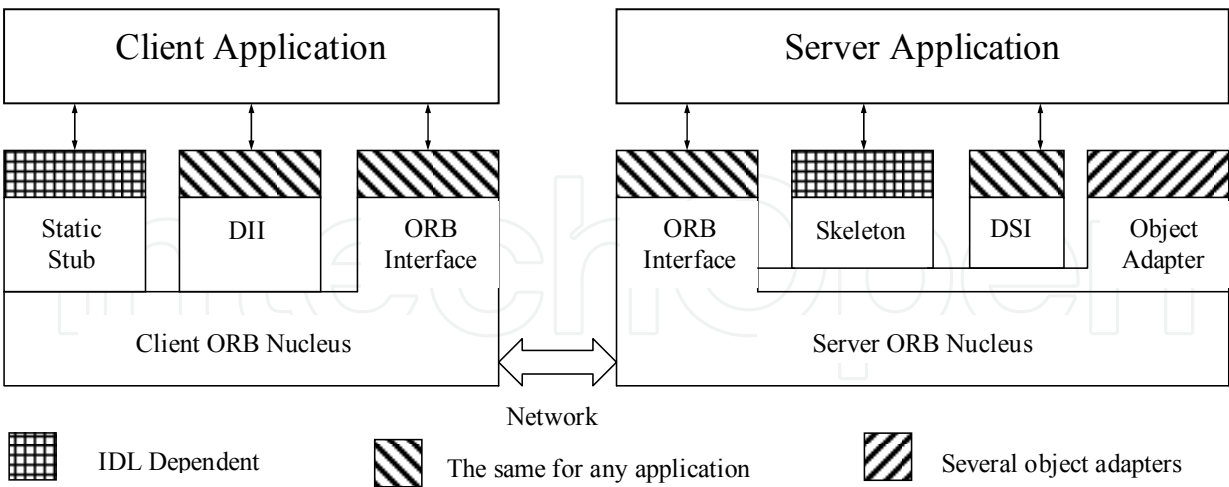 Client Application
Server Application
Static
Stub
DII
ORB
Interface
ORB
Interface
Skeleton
DSI
Object
Adapter
Client ORB Nucleus
Server ORB Nucleus
Network
IDL Dependent
The same for any application
Several object adapters
intechopen